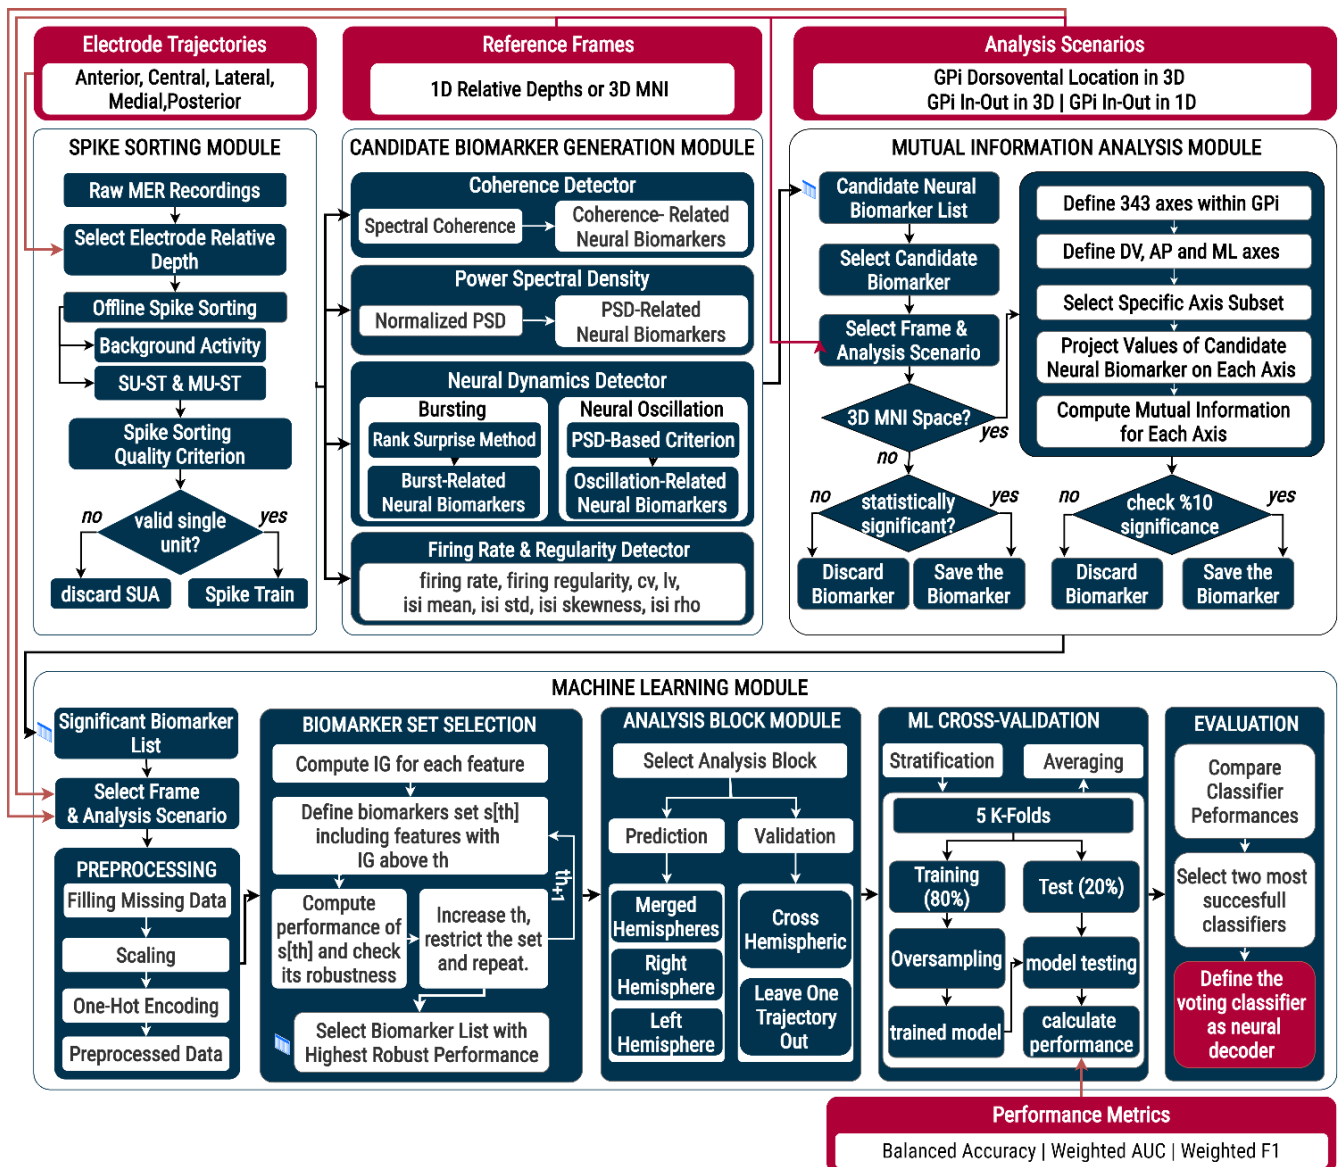 Electrode Trajectories
Anterior, Central, Lateral,
Medial,Posterior
Reference Frames
1D Relative Depths or 3D MNI
Analysis Scenarios
GPi Dorsovental Location in 3D
GPi In-Out in 3D | GPi In-Out in 1D
SPIKE SORTING MODULE
Raw MER Recordings
Select Electrode Relative
Depth
Offline Spike Sorting
Background Activity
SU-ST & MU-ST
Spike Sorting
Quality Criterion
no
valid single
unit?
yes
discard SUA
Spike Train
CANDIDATE BIOMARKER GENERATION MODULE
Coherence Detector
Spectral Coherence
Coherence- Related
Neural Biomarkers
Power Spectral Density
Normalized PSD
PSD-Related
Neural Biomarkers
Neural Dynamics Detector
Bursting
Rank Surprise Method
Burst-Related
Neural Biomarkers
Neural Oscillation
PSD-Based Criterion
Oscillation-Related
Neural Biomarkers
Firing Rate & Regularity Detector
firing rate, firing regularity, cv, lv,
isi mean, isi std, isi skewness, isi rho
MUTUAL INFORMATION ANALYSIS MODULE
Candidate Neural
Biomarker List
Select Candidate
Biomarker
Select Frame &
Analysis Scenario
3D MNI Space?
yes
no
no
statistically
significant?
yes
Discard
Biomarker
Save the
Biomarker
Define 343 axes within GPi
Define DV, AP and ML axes
Select Specific Axis Subset
Project Values of Candidate
Neural Biomarker on Each Axis
Compute Mutual Information
for Each Axis
no
check %10
significance
yes
Discard
Biomarker
Save the
Biomarker
MACHINE LEARNING MODULE
Significant Biomarker
List
Select Frame
& Analysis Scenario
PREPROCESSING
Filling Missing Data
Scaling
One-Hot Encoding
Preprocessed Data
BIOMARKER SET SELECTION
Compute IG for each feature
Define biomarkers set s[th]
including features with
IG above th
th+1
Compute
performance of
s[th] and check
its robustness
Increase th,
restrict the set
and repeat.
Select Biomarker List with
Highest Robust Performance
ANALYSIS BLOCK MODULE
Select Analysis Block
Prediction
Validation
Merged
Hemispheres
Right
Hemisphere
Left
Hemisphere
Cross
Hemispheric
Leave One
Trajectory
Out
ML CROSS-VALIDATION
Stratification
Averaging
5 K-Folds
Training
(80%)
Test (20%)
Oversampling
model testing
trained model
calculate
performance
EVALUATION
Compare
Classifier
Peformances
Select two most
succesfull
classifiers
Define the
voting classifier
as neural
decoder
Performance Metrics
Balanced Accuracy | Weighted AUC | Weighted F1